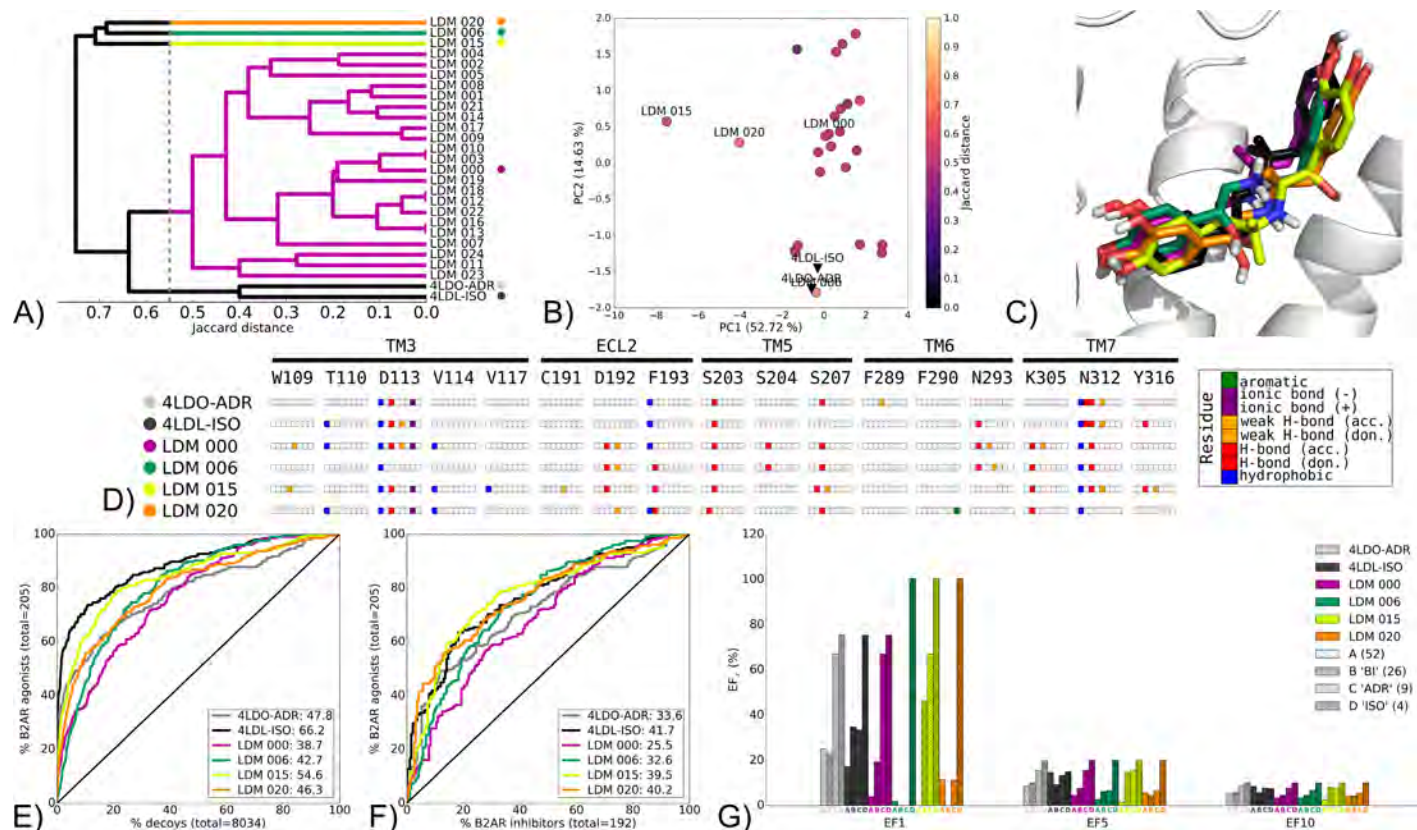 LDM 020
LDM 006
LDM 015
LDM 004
LDM 002
LDM 005
LDM 008
LDM 001
LDM 021
LDM 014
LDM 017
LDM 009
LDM 010
LDM 003
LDM 000
LDM 019
LDM 018
LDM 012
LDM 022
LDM 016
LDM 013
LDM 007
LDM 024
LDM 011
LDM 023
4LDO-ADR
4LDL-ISO
0.7 0.6 0.5 0.4 0.3 0.2 0.1 0.0
Jaccard distance
A)
2.0
1.5
1.0
0.5
0.0
−0.5
−1.0
−1.5
−2.0
PC2 (14.63 %)
LDM 015
LDM 020
LDM 000
4LDL-ISO
4LDO-ADR
−10 −8 −6 −4 −2 0 2 4
PC1 (52.72 %)
1.0
0.9
0.8
0.7
0.6
0.5
0.4
0.3
0.2
0.1
0.0
Jaccard distance
B)
C)
TM3 ECL2 TM5 TM6 TM7
W109 T110 D113 V114 V117 C191 D192 F193 S203 S204 S207 F289 F290 N293 K305 N312 Y316
4LDO-ADR
4LDL-ISO
LDM 000
LDM 006
LDM 015
LDM 020
D)
Residue
aromatic
ionic bond (-)
ionic bond (+)
weak H-bond (acc.)
weak H-bond (don.)
H-bond (acc.)
H-bond (don.)
hydrophobic
100
80
60
40
20
0
% B2AR agonists (total=205)
4LDO-ADR: 47.8
4LDL-ISO: 66.2
LDM 000: 38.7
LDM 006: 42.7
LDM 015: 54.6
LDM 020: 46.3
0 20 40 60 80 100
% decoys (total=8034)
E)
100
80
60
40
20
0
% B2AR agonists (total=205)
4LDO-ADR: 33.6
4LDL-ISO: 41.7
LDM 000: 25.5
LDM 006: 32.6
LDM 015: 39.5
LDM 020: 40.2
0 20 40 60 80 100
% B2AR inhibitors (total=192)
F)
120
100
80
60
40
20
0
4LDO-ADR
4LDL-ISO
LDM 000
LDM 006
LDM 015
LDM 020
A (52)
B 'BI' (26)
C 'ADR' (9)
D 'ISO' (4)
EF1 EF5 EF10
G)